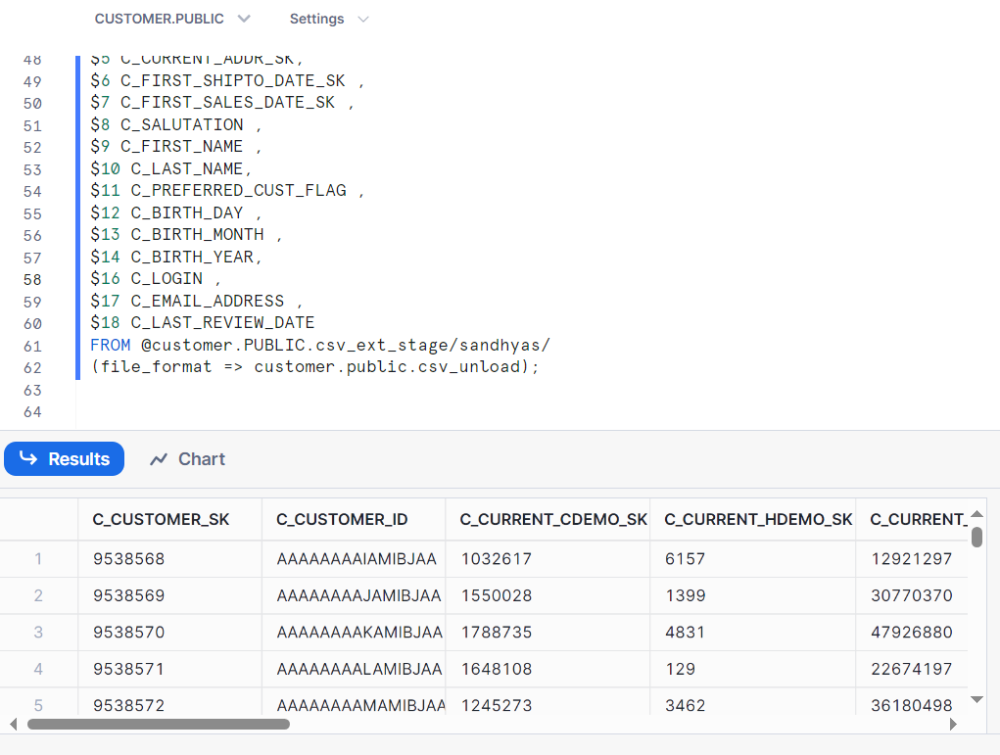 CUSTOMER.PUBLIC Settings
48 $5 C_CURRENT_ADDR_SK,
49 $6 C_FIRST_SHIPTO_DATE_SK ,
50 $7 C_FIRST_SALES_DATE_SK ,
51 $8 C_SALUTATION ,
52 $9 C_FIRST_NAME ,
53 $10 C_LAST_NAME,
54 $11 C_PREFERRED_CUST_FLAG ,
55 $12 C_BIRTH_DAY ,
56 $13 C_BIRTH_MONTH ,
57 $14 C_BIRTH_YEAR,
58 $16 C_LOGIN ,
59 $17 C_EMAIL_ADDRESS ,
60 $18 C_LAST_REVIEW_DATE
61 FROM @customer.PUBLIC.csv_ext_stage/sandhyas/
62 (file_format => customer.public.csv_unload);
63
64
Results Chart
C_CUSTOMER_SK C_CUSTOMER_ID C_CURRENT_CDEMO_SK C_CURRENT_HDEMO_SK C_CURRENT_
1 9538568 AAAAAAAAIAMIBJAA 1032617 6157 12921297
2 9538569 AAAAAAAAJAMIBJAA 1550028 1399 30770370
3 9538570 AAAAAAAAKAMIBJAA 1788735 4831 47926880
4 9538571 AAAAAAAALAMIBJAA 1648108 129 22674197
5 9538572 AAAAAAAAMAMIBJAA 1245273 3462 36180498